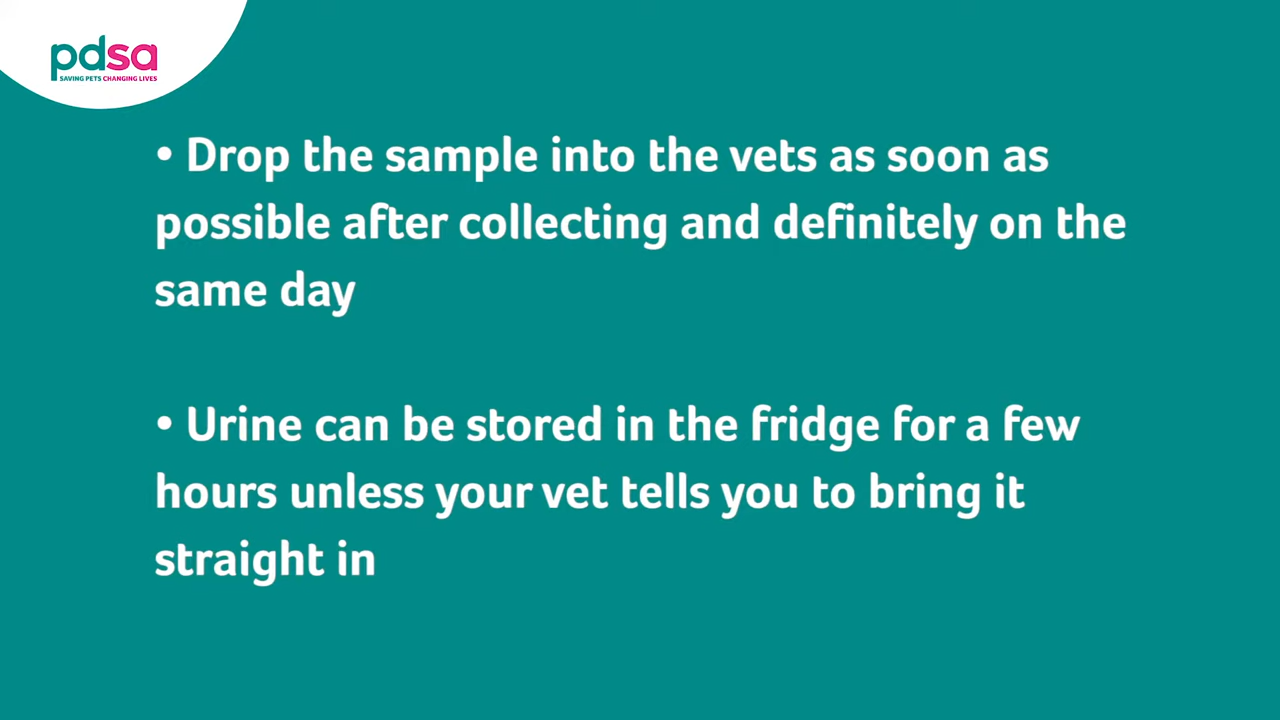 pdsa
SAVING PETS CHANGING LIVES
• Drop the sample into the vets as soon as
possible after collecting and definitely on the
same day
• Urine can be stored in the fridge for a few
hours unless your vet tells you to bring it
straight in